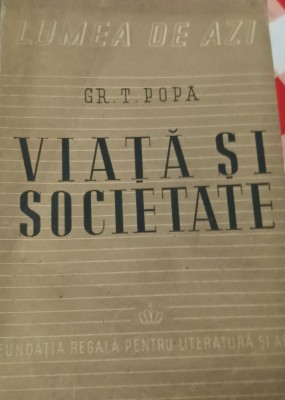 LUMEA DE AZI
GR. T. POPA
VIAȚĂ ȘI
SOCIETATE
FUNDAȚIA REGALĂ PENTRU LITERATURĂ ȘI